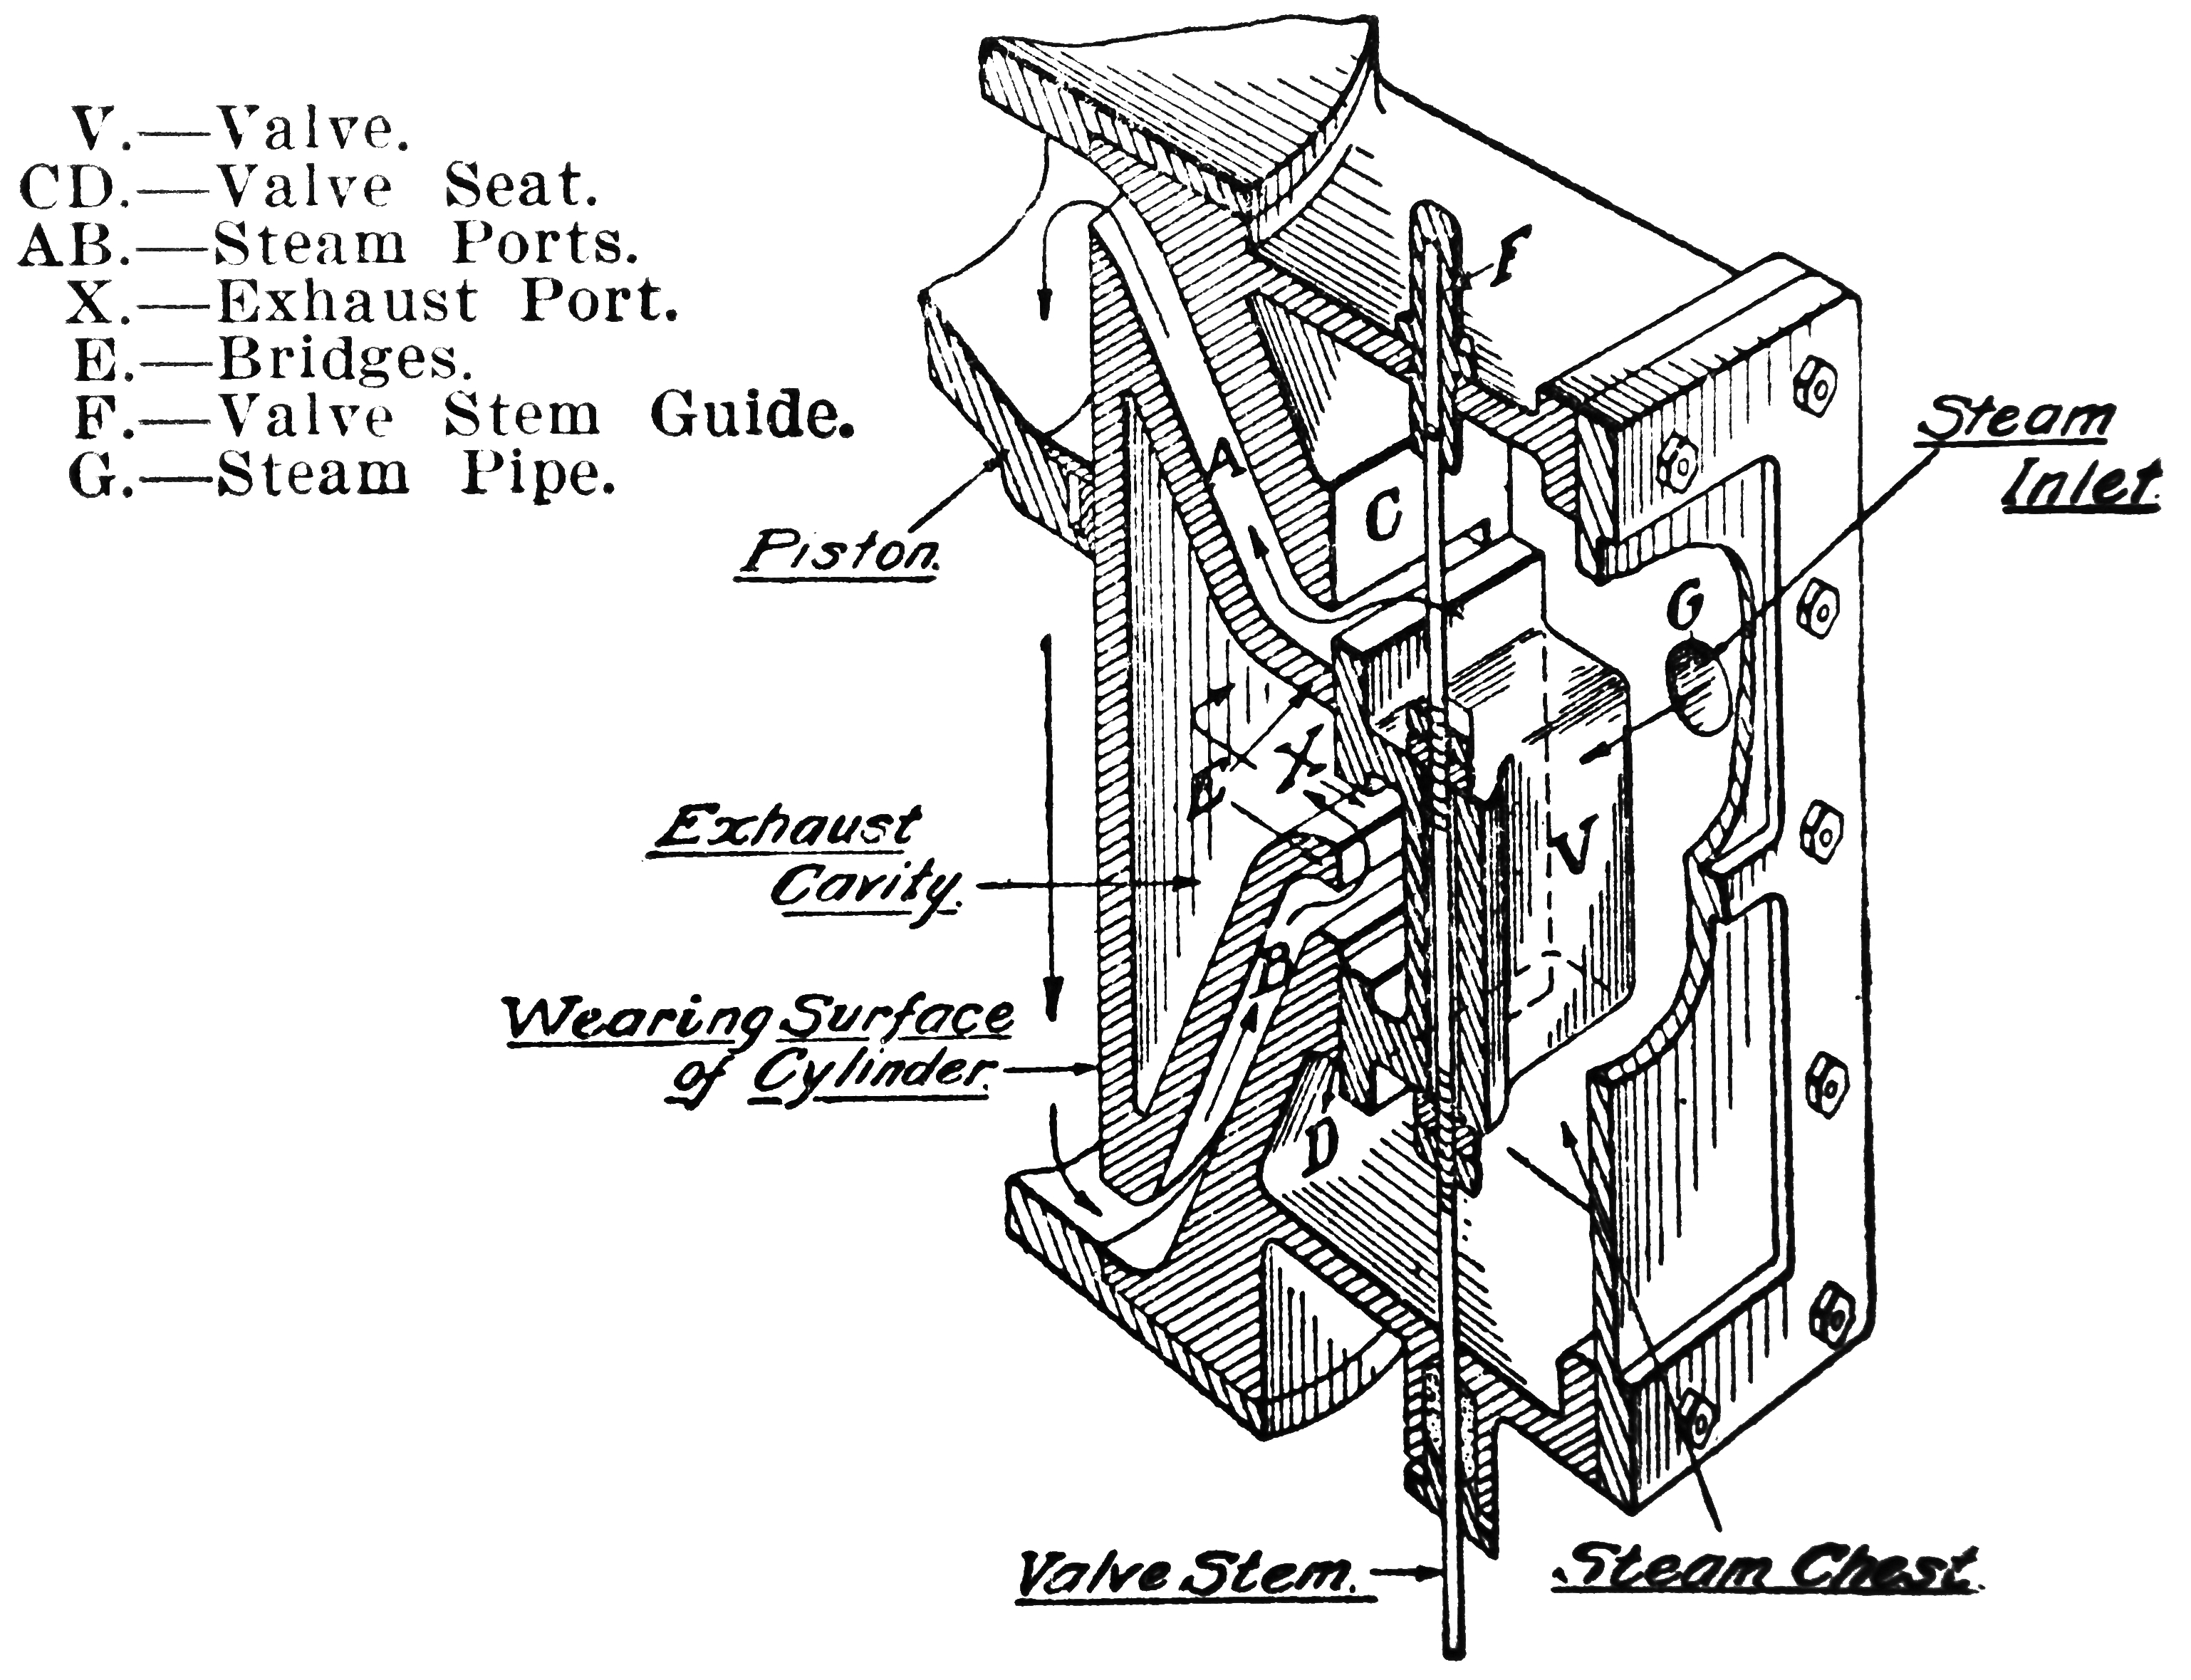 V.—Valve.
CD.—Valve Seat.
AB.—Steam Ports.
X.—Exhaust Port.
E.—Bridges.
F.—Valve Stem Guide.
G.—Steam Pipe.
F
Steam
Inlet.
A
C
Piston.
G
X
E
Exhaust
Cavity.
V
B
Wearing Surface
of Cylinder.
D
Valve Stem.
Steam Chest.